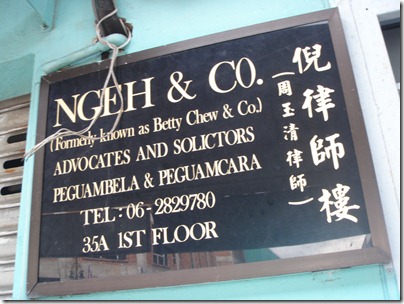 NGEH & CO.
(Formerly known as Betty Chew & Co.)
ADVOCATES AND SOLICTORS
PEGUAMBELA & PEGUAMCARA
TEL : 06 - 2829780
35A 1ST FLOOR
倪律師樓
(周玉清律師)